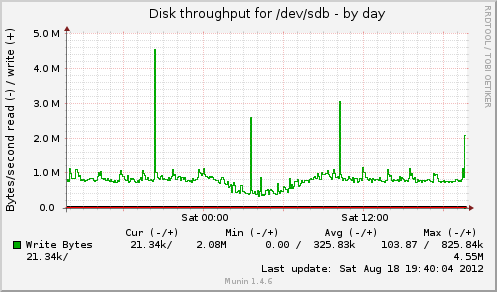 Disk throughput for /dev/sdb - by day
RRDTOOL / TOBI OETIKER
Bytes/second read (-) / write (+)
5.0 M
4.0 M
3.0 M
2.0 M
1.0 M
0.0
Sat 00:00 Sat 12:00
Cur (-/+) Min (-/+) Avg (-/+) Max (-/+)
Write Bytes 21.34k/ 2.08M 0.00 / 325.83k 103.87 / 825.84k
21.34k/ 4.55M
Last update: Sat Aug 18 19:40:04 2012
Munin 1.4.6